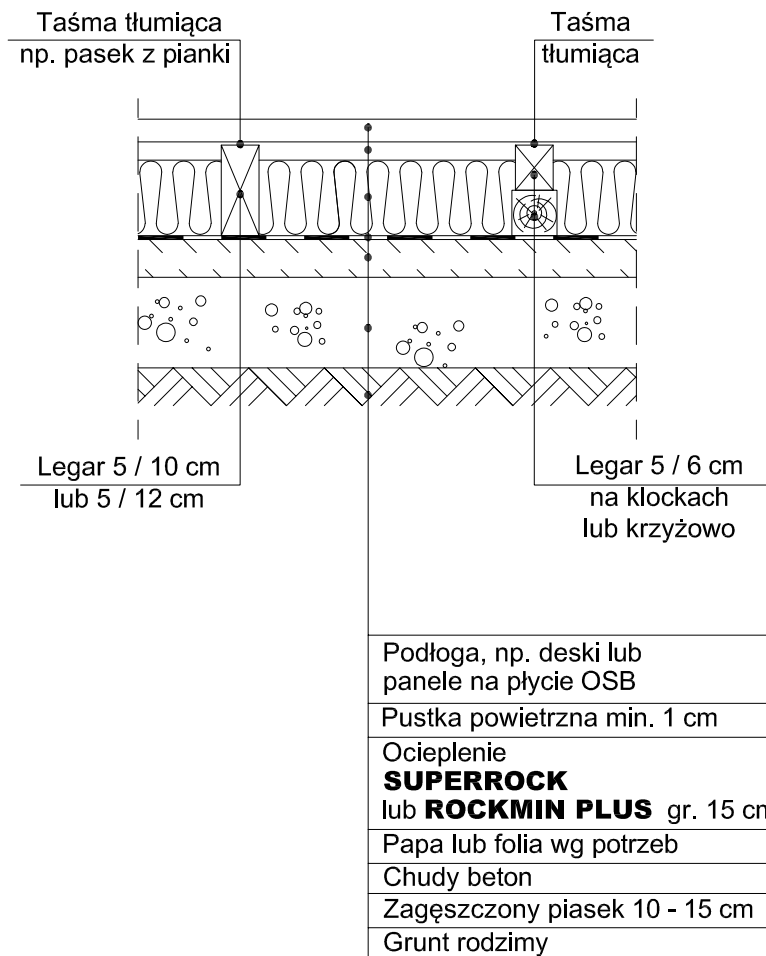 Taśma tłumiąca
np. pasek z pianki
Taśma
tłumiąca
Legar 5 / 10 cm
lub 5 / 12 cm
Legar 5 / 6 cm
na klockach
lub krzyżowo
Podłoga, np. deski lub
panele na płycie OSB
Pustka powietrzna min. 1 cm
Ocieplenie
SUPERROCK
lub ROCKMIN PLUS gr. 15 cm
Papa lub folia wg potrzeb
Chudy beton
Zagęszczony piasek 10 - 15 cm
Grunt rodzimy